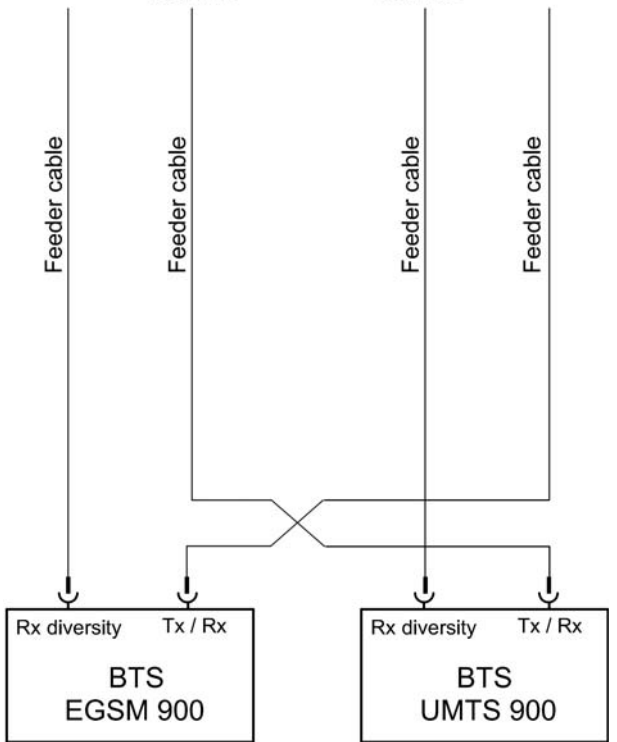 Feeder cable
Feeder cable
Feeder cable
Feeder cable
Rx diversity Tx / Rx
BTS
EGSM 900
Rx diversity Tx / Rx
BTS
UMTS 900